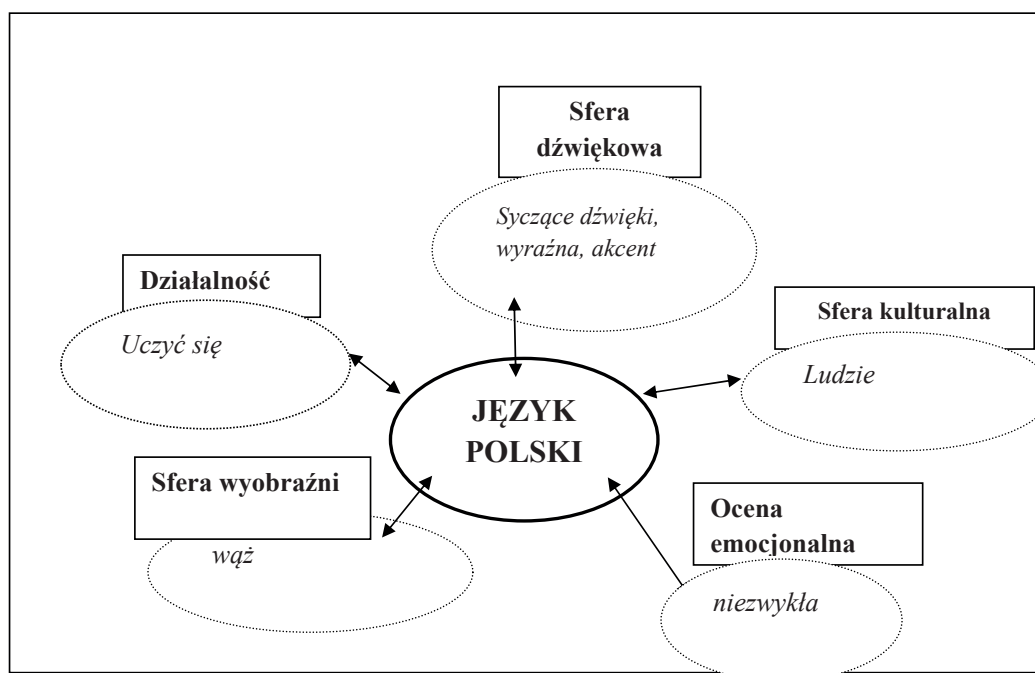 Sfera
dźwiękowa
Syczące dźwięki,
wyraźna, akcent
Działalność
Uczyć się
Sfera kulturalna
Ludzie
JĘZYK
POLSKI
Sfera wyobraźni
wąż
Ocena
emocjonalna
niezwykła